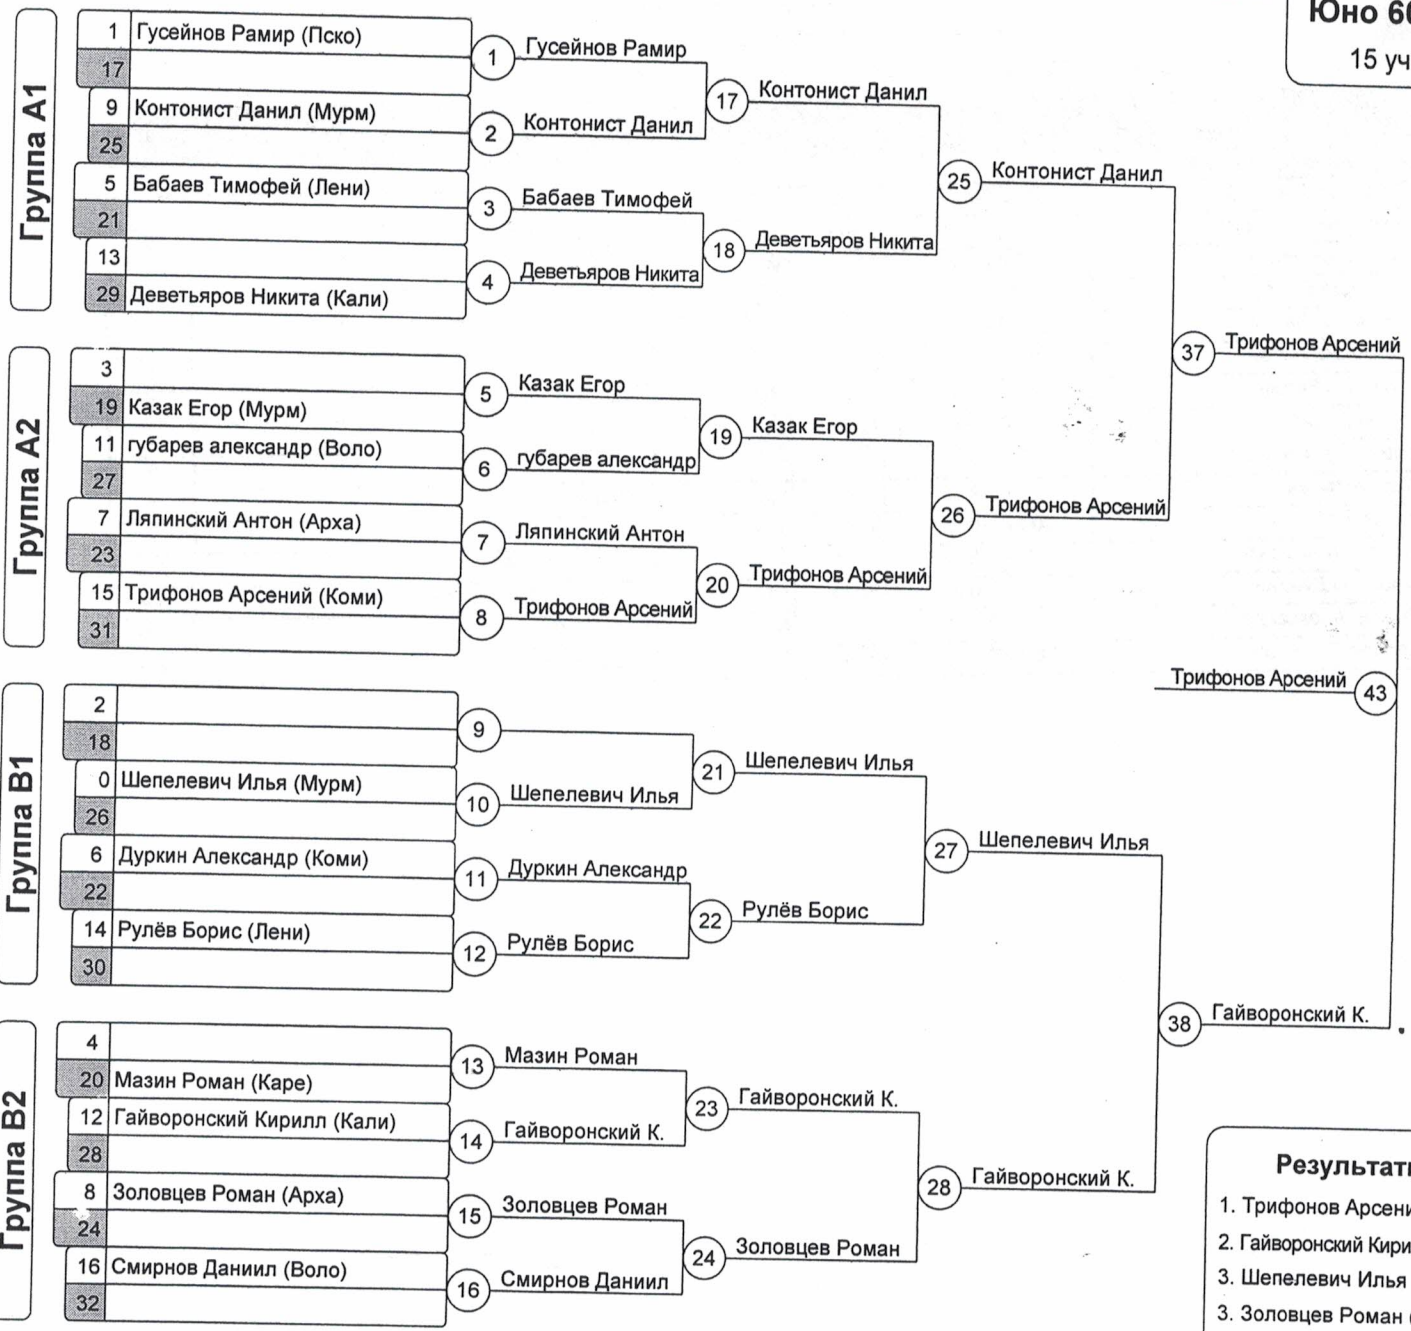 Юно 60
15 уч
Группа A1
1 Гусейнов Рамир (Пско)
17
9 Контонист Данил (Мурм)
25
5 Бабаев Тимофей (Лени)
21
13
29 Деветьяров Никита (Кали)
1 Гусейнов Рамир
2 Контонист Данил
3 Бабаев Тимофей
4 Деветьяров Никита
17 Контонист Данил
18 Деветьяров Никита
25 Контонист Данил
Группа A2
3
19 Казак Егор (Мурм)
11 губарев александр (Воло)
27
7 Ляпинский Антон (Арха)
23
15 Трифонов Арсений (Коми)
31
5 Казак Егор
6 губарев александр
7 Ляпинский Антон
8 Трифонов Арсений
19 Казак Егор
20 Трифонов Арсений
26 Трифонов Арсений
37 Трифонов Арсений
Трифонов Арсений 43
Группа B1
2
18
0 Шепелевич Илья (Мурм)
26
6 Дуркин Александр (Коми)
22
14 Рулёв Борис (Лени)
30
9
10 Шепелевич Илья
11 Дуркин Александр
12 Рулёв Борис
21 Шепелевич Илья
22 Рулёв Борис
27 Шепелевич Илья
38 Гайворонский К.
Группа B2
4
20 Мазин Роман (Каре)
12 Гайворонский Кирилл (Кали)
28
8 Золовцев Роман (Арха)
24
16 Смирнов Даниил (Воло)
32
13 Мазин Роман
14 Гайворонский К.
15 Золовцев Роман
16 Смирнов Даниил
23 Гайворонский К.
24 Золовцев Роман
28 Гайворонский К.
Результаты
1. Трифонов Арсени
2. Гайворонский Кири
3. Шепелевич Илья
3. Золовцев Роман (